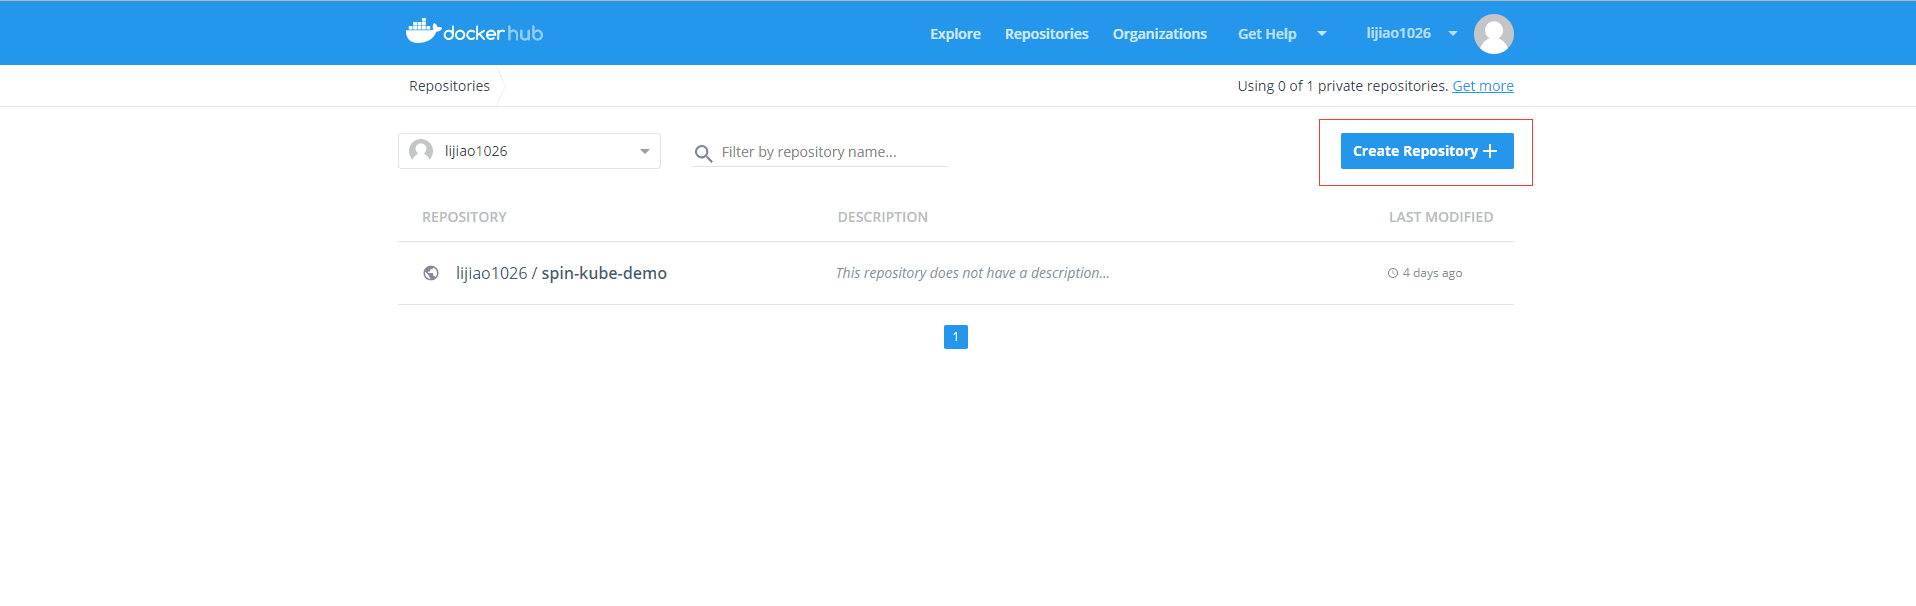 dockerhub Explore Repositories Organizations Get Help lijiao1026
Repositories Using 0 of 1 private repositories. Get more
lijiao1026 Filter by repository name... Create Repository +
REPOSITORY DESCRIPTION LAST MODIFIED
lijiao1026 / spin-kube-demo This repository does not have a description... 4 days ago
1